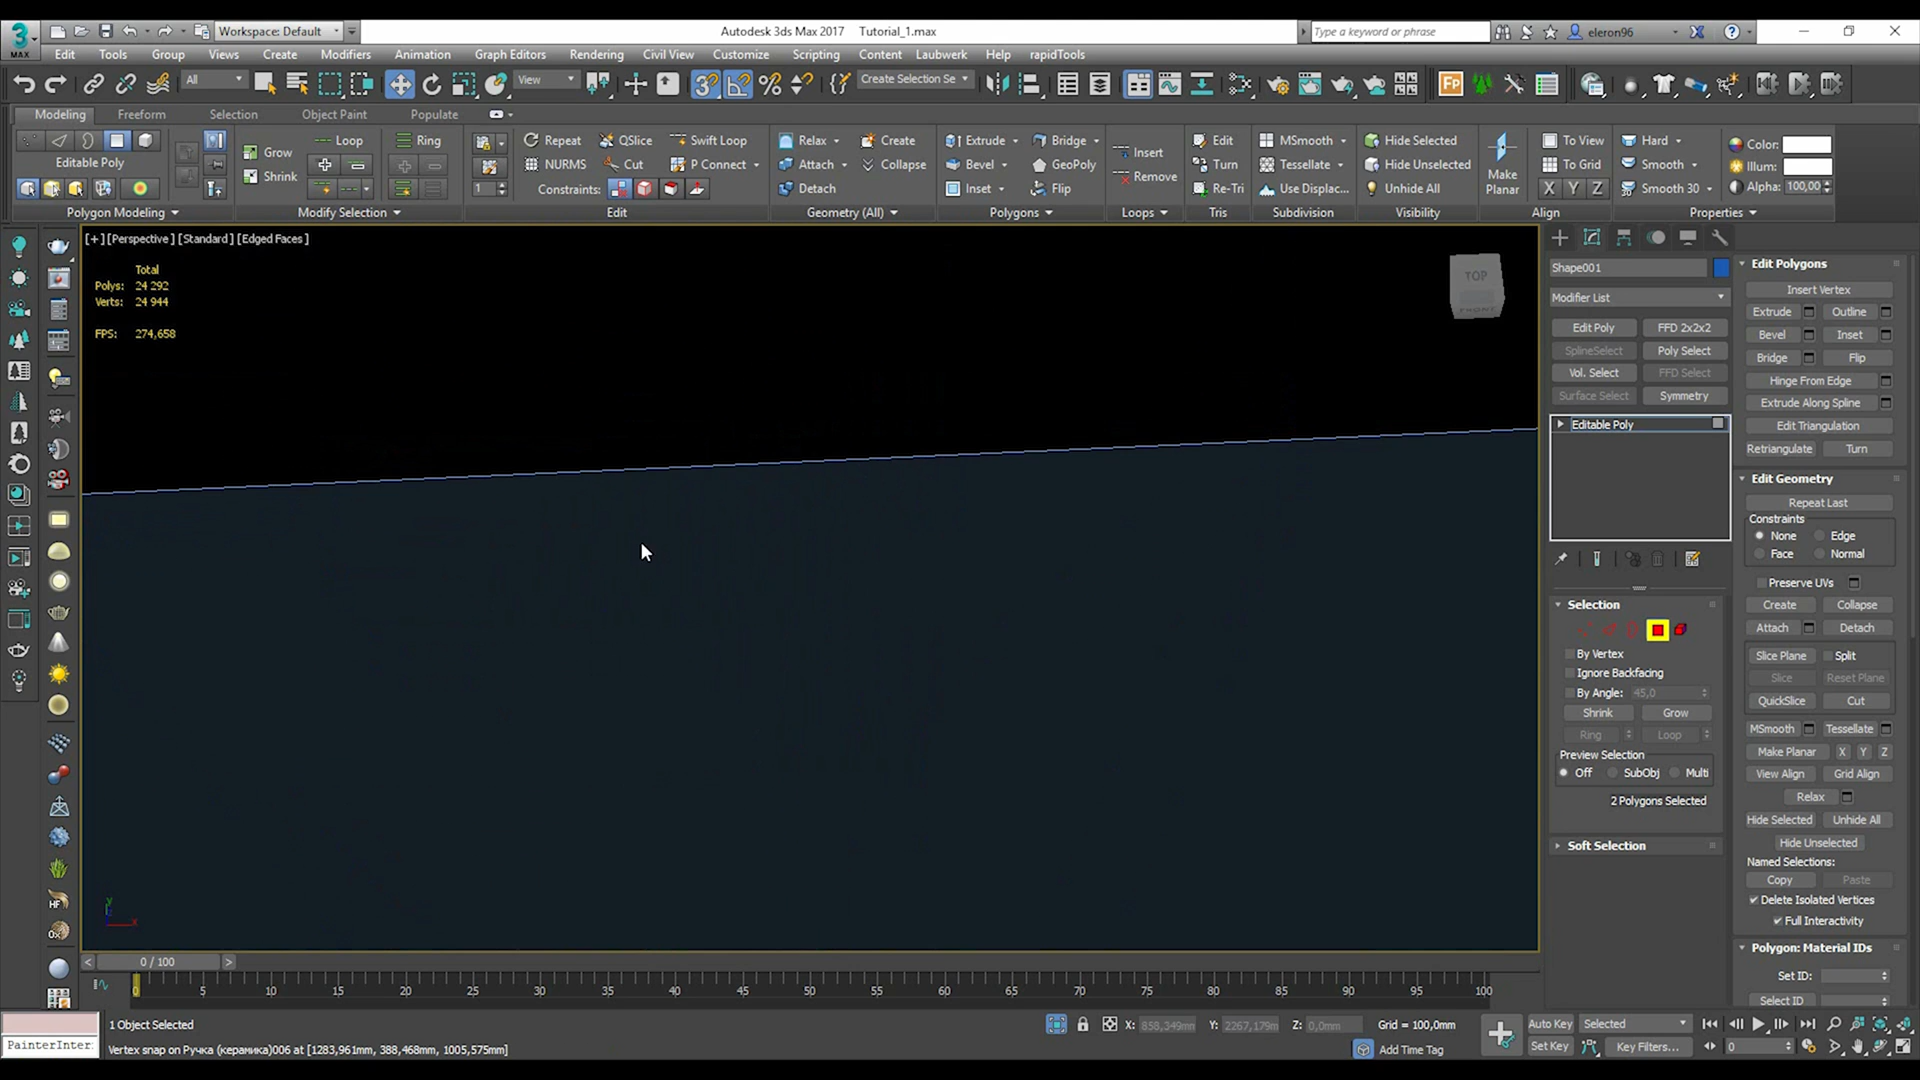 3
MAX
Workspace: Default
Autodesk 3ds Max 2017 Tutorial_1.max
Type a keyword or phrase
eleron96
Edit Tools Group Views Create Modifiers Animation Graph Editors Rendering Civil View Customize Scripting Content Laubwerk Help rapidTools
All View Create Selection Se
Modeling Freeform Selection Object Paint Populate
Loop Ring Repeat QSlice Swift Loop Relax Create Extrude Bridge Edit MSmooth Hide Selected To View Hard Color:
Editable Poly Grow Shrink NURMS Cut P Connect Attach Collapse Bevel GeoPoly Insert Remove Turn Tessellate Hide Unselected Make Planar To Grid Smooth Illum:
1 Constraints: Detach Inset Flip Re-Tri Use Displac... Unhide All X Y Z Smooth 30 Alpha: 100,00
Polygon Modeling Modify Selection Edit Geometry (All) Polygons Loops Tris Subdivision Visibility Align Properties
[+] [Perspective] [Standard] [Edged Faces]
Total
Polys: 24 292
Verts: 24 944
FPS: 274,658
TOP
FRONT
y
x
Shape001
Modifier List
Edit Poly FFD 2x2x2
SplineSelect Poly Select
Vol. Select FFD Select
Surface Select Symmetry
Editable Poly
Selection
By Vertex
Ignore Backfacing
By Angle: 45,0
Shrink Grow
Ring Loop
Preview Selection
Off SubObj Multi
2 Polygons Selected
Soft Selection
Edit Polygons
Insert Vertex
Extrude Outline
Bevel Inset
Bridge Flip
Hinge From Edge
Extrude Along Spline
Edit Triangulation
Retriangulate Turn
Edit Geometry
Repeat Last
Constraints
None Edge
Face Normal
Preserve UVs
Create Collapse
Attach Detach
Slice Plane Split
Slice Reset Plane
QuickSlice Cut
MSmooth Tessellate
Make Planar X Y Z
View Align Grid Align
Relax
Hide Selected Unhide All
Hide Unselected
Named Selections:
Copy Paste
Delete Isolated Vertices
Full Interactivity
Polygon: Material IDs
Set ID:
Select ID
HF
OX
< 0 / 100 >
0 5 10 15 20 25 30 35 40 45 50 55 60 65 70 75 80 85 90 95 100
1 Object Selected X: 858,349mm Y: 2267,179m Z: 0,0mm Grid = 100,0mm Auto Key Selected
PainterInter: Vertex snap on Ручка (керамика)006 at [1283,961mm, 388,468mm, 1005,575mm] Add Time Tag Set Key Key Filters... 0